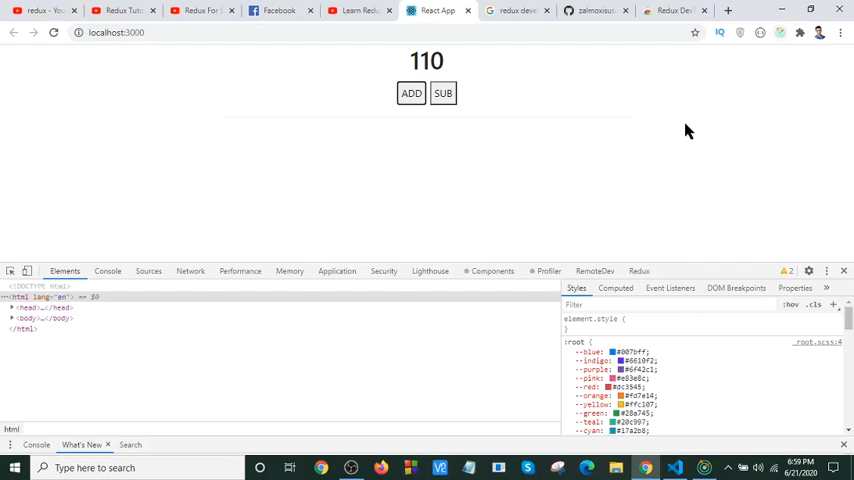 redux - You
Redux Tuto
Redux For B
Facebook
Learn Redu
React App
redux devel
zalmoxisus
Redux DevT
localhost:3000
110
ADD SUB
Elements Console Sources Network Performance Memory Application Security Lighthouse Components Profiler RemoteDev Redux 2
<!DOCTYPE html>
<html lang="en"> == $0
<head>…</head>
<body>…</body>
</html>
html
Styles Computed Event Listeners DOM Breakpoints Properties
Filter :hov .cls
element.style {
}
:root { _root.scss:4
--blue: #007bff;
--indigo: #6610f2;
--purple: #6f42c1;
--pink: #e83e8c;
--red: #dc3545;
--orange: #fd7e14;
--yellow: #ffc107;
--green: #28a745;
--teal: #20c997;
--cyan: #17a2b8;
Console What's New Search
Type here to search
6:59 PM
6/21/2020